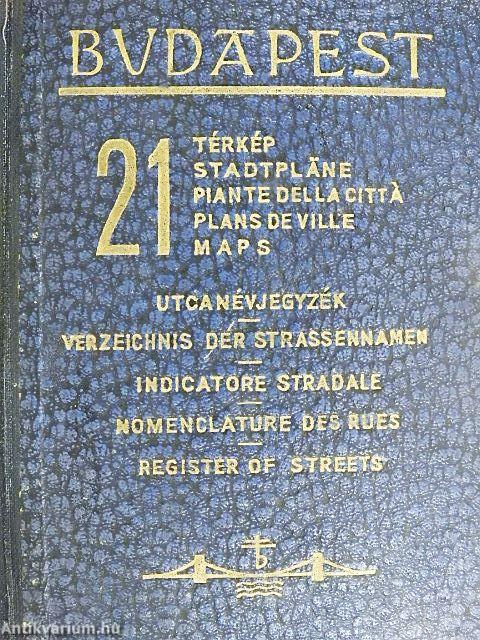 BUDAPEST
21
TÉRKÉP
STADTPLÄNE
PIANTE DELLA CITTÀ
PLANS DE VILLE
MAPS
UTCANÉVJEGYZÉK
VERZEICHNIS DER STRASSENNAMEN
INDICATORE STRADALE
NOMENCLATURE DES RUES
REGISTER OF STREETS
Antikvarium.hu